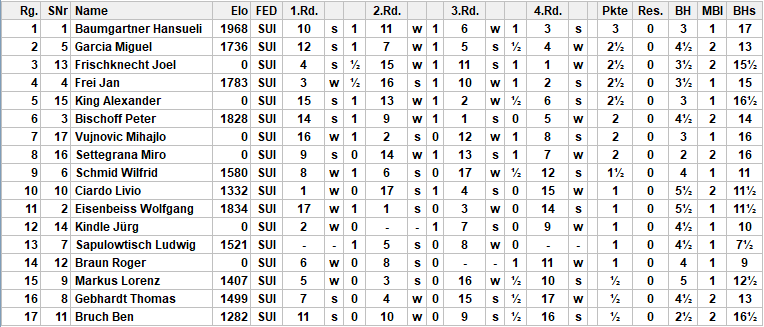 Rg. SNr Name Elo FED 1.Rd. 2.Rd. 3.Rd. 4.Rd. Pkte Res. BH MBl BHs
1 1 Baumgartner Hansueli 1968 SUI 10 s 1 11 w 1 6 w 1 3 s 3 0 3 1 17
2 5 Garcia Miguel 1736 SUI 12 s 1 7 w 1 5 s ½ 4 w 2½ 0 4½ 2 13
3 13 Frischknecht Joel 0 SUI 4 s ½ 15 w 1 11 s 1 1 w 2½ 0 3½ 2 15½
4 4 Frei Jan 1783 SUI 3 w ½ 16 s 1 10 w 1 2 s 2½ 0 3½ 1 15
5 15 King Alexander 0 SUI 15 s 1 13 w 1 2 w ½ 6 s 2½ 0 3 1 16½
6 3 Bischoff Peter 1828 SUI 14 s 1 9 w 1 1 s 0 5 w 2 0 4½ 2 14
7 17 Vujnovic Mihajlo 0 SUI 16 w 1 2 s 0 12 w 1 8 s 2 0 3 1 16
8 16 Settegrana Miro 0 SUI 9 s 0 14 w 1 13 s 1 7 w 2 0 2 2 16
9 6 Schmid Wilfrid 1580 SUI 8 w 1 6 s 0 17 w ½ 12 s 1½ 0 4 1 11
10 10 Ciardo Livio 1332 SUI 1 w 0 17 s 1 4 s 0 15 w 1 0 5½ 2 11½
11 2 Eisenbeiss Wolfgang 1834 SUI 17 w 1 1 s 0 3 w 0 14 s 1 0 5½ 1 11½
12 14 Kindle Jürg 0 SUI 2 w 0 - - 1 7 s 0 9 w 1 0 4½ 1 10
13 7 Sapulowtisch Ludwig 1521 SUI - - 1 5 s 0 8 w 0 - - 1 0 4½ 1 7½
14 12 Braun Roger 0 SUI 6 w 0 8 s 0 - - 1 11 w 1 0 4 1 9
15 9 Markus Lorenz 1407 SUI 5 w 0 3 s 0 16 w ½ 10 s ½ 0 5 1 12½
16 8 Gebhardt Thomas 1499 SUI 7 s 0 4 w 0 15 s ½ 17 w ½ 0 4½ 2 13
17 11 Bruch Ben 1282 SUI 11 s 0 10 w 0 9 s ½ 16 s ½ 0 2½ 2 16½